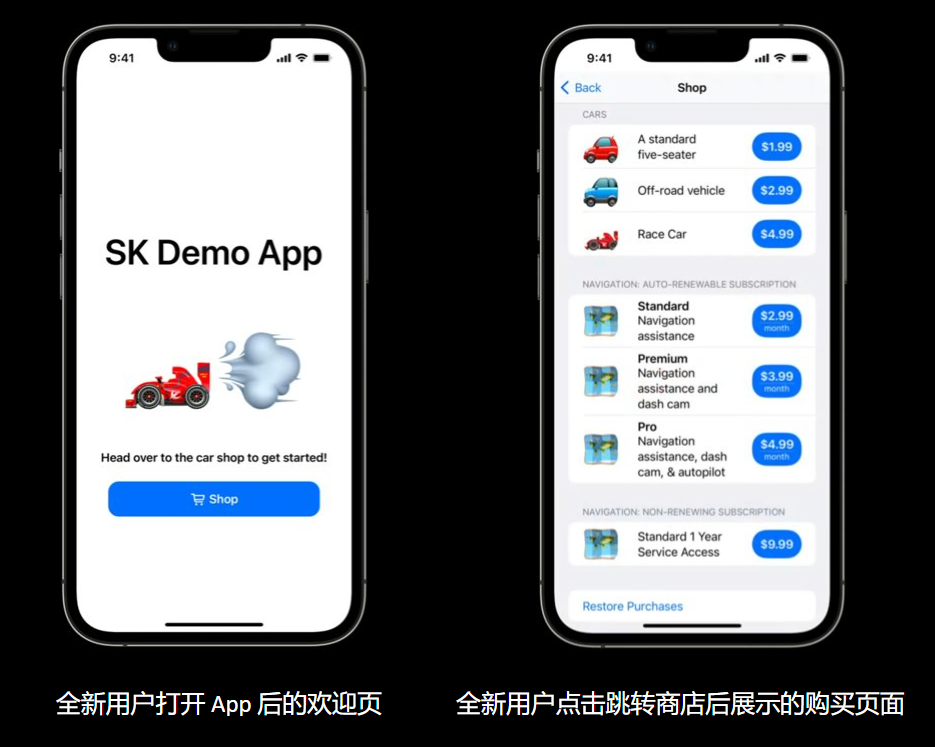 9:41
SK Demo App
Head over to the car shop to get started!
Shop
全新用户打开 App 后的欢迎页
9:41
Back
Shop
CARS
A standard
five-seater
$1.99
Off-road vehicle
$2.99
Race Car
$4.99
NAVIGATION: AUTO-RENEWABLE SUBSCRIPTION
Standard
Navigation
assistance
$2.99
month
Premium
Navigation
assistance and
dash cam
$3.99
month
Pro
Navigation
assistance, dash
cam, & autopilot
$4.99
month
NAVIGATION: NON-RENEWING SUBSCRIPTION
Standard 1 Year
Service Access
$9.99
Restore Purchases
全新用户点击跳转商店后展示的购买页面